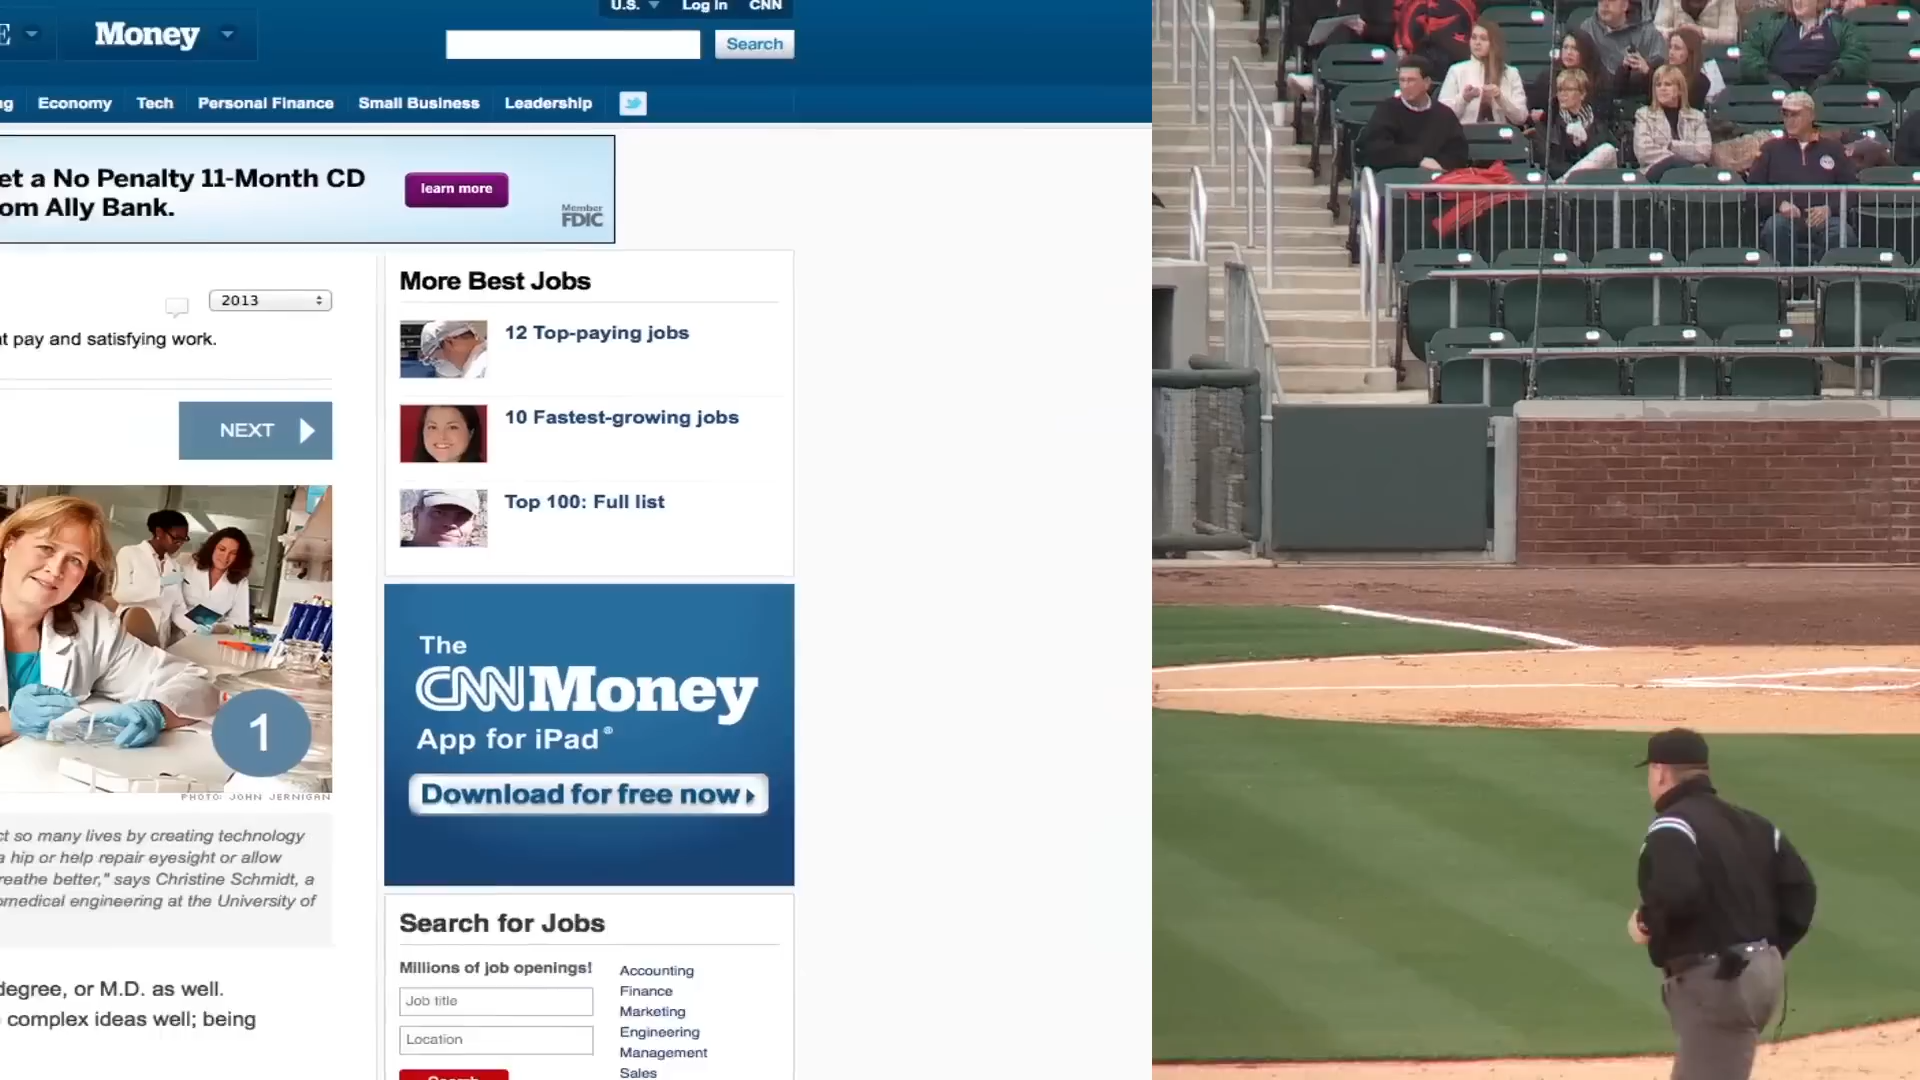 U.S. Log In CNN
Money
Search
Economy Tech Personal Finance Small Business Leadership
a No Penalty 11-Month CD
Ally Bank.
learn more
Member
FDIC
More Best Jobs
2013
12 Top-paying jobs
pay and satisfying work.
10 Fastest-growing jobs
NEXT
Top 100: Full list
The
CNNMoney
App for iPad®
Download for free now
1
PHOTO: JOHN JERNIGAN
so many lives by creating technology
a hip or help repair eyesight or allow
breathe better," says Christine Schmidt, a
biomedical engineering at the University of
Search for Jobs
Millions of job openings!
Job title
Location
Accounting
Finance
Marketing
Engineering
Management
Sales
degree, or M.D. as well.
complex ideas well; being